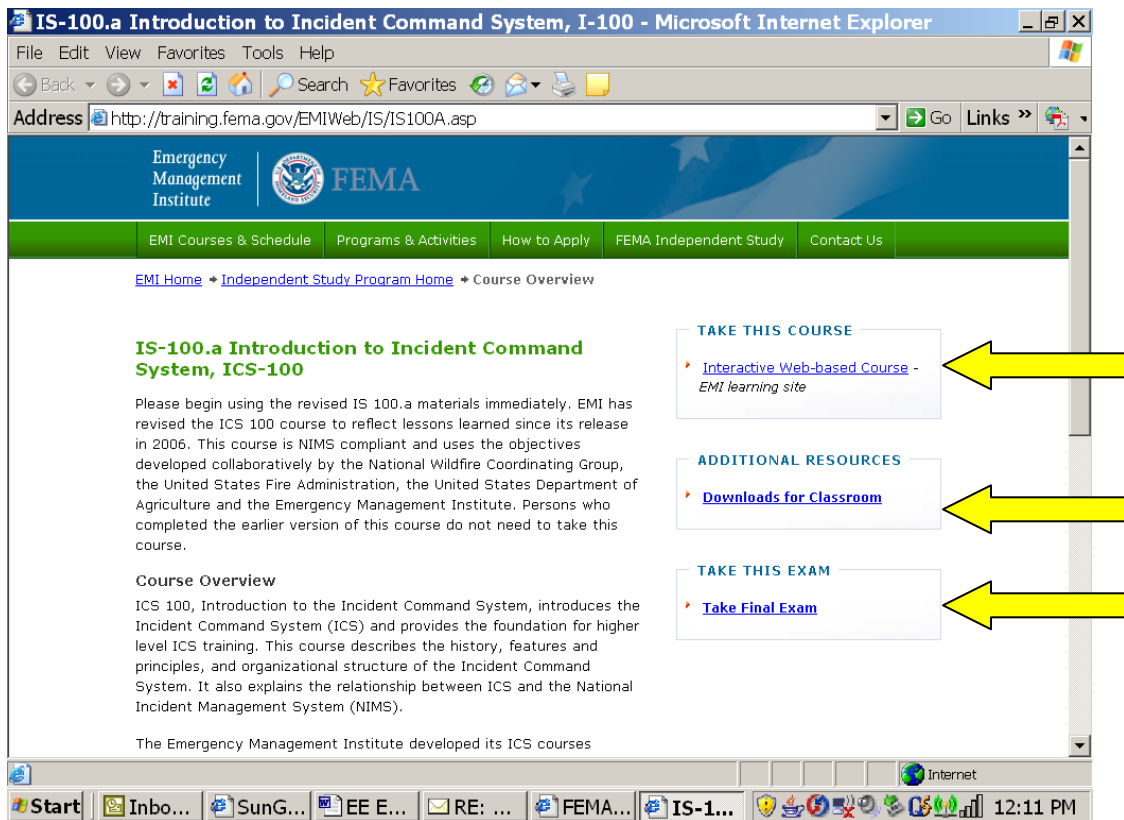 IS-100.a Introduction to Incident Command System, I-100 - Microsoft Internet Explorer
File Edit View Favorites Tools Help
Back Search Favorites
Address http://training.fema.gov/EMIWeb/IS/IS100A.asp Go Links »
Emergency
Management
Institute
FEMA
EMI Courses & Schedule Programs & Activities How to Apply FEMA Independent Study Contact Us
EMI Home Independent Study Program Home Course Overview
IS-100.a Introduction to Incident Command
System, ICS-100
Please begin using the revised IS 100.a materials immediately. EMI has
revised the ICS 100 course to reflect lessons learned since its release
in 2006. This course is NIMS compliant and uses the objectives
developed collaboratively by the National Wildfire Coordinating Group,
the United States Fire Administration, the United States Department of
Agriculture and the Emergency Management Institute. Persons who
completed the earlier version of this course do not need to take this
course.
Course Overview
ICS 100, Introduction to the Incident Command System, introduces the
Incident Command System (ICS) and provides the foundation for higher
level ICS training. This course describes the history, features and
principles, and organizational structure of the Incident Command
System. It also explains the relationship between ICS and the National
Incident Management System (NIMS).
The Emergency Management Institute developed its ICS courses
TAKE THIS COURSE
Interactive Web-based Course -
EMI learning site
ADDITIONAL RESOURCES
Downloads for Classroom
TAKE THIS EXAM
Take Final Exam
Internet
Start Inbo... SunG... EE E... RE: ... FEMA... IS-1... 12:11 PM